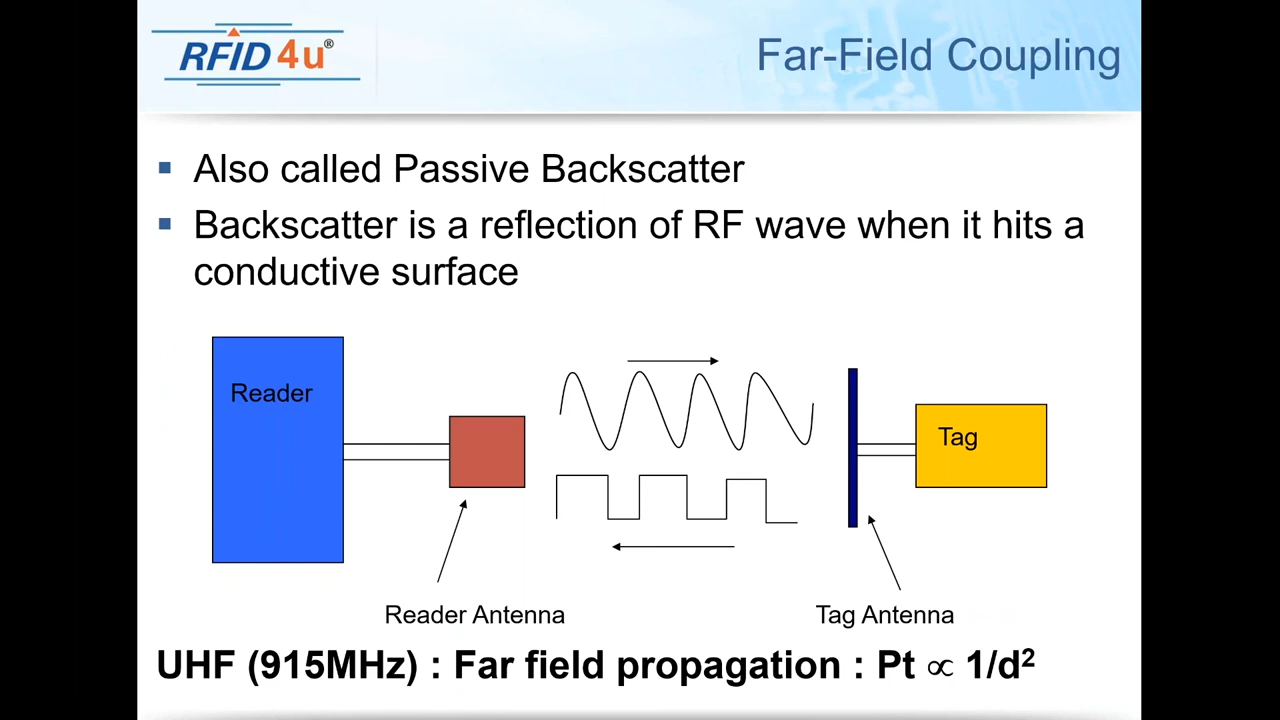 RFID4u®
Far-Field Coupling
▪ Also called Passive Backscatter
▪ Backscatter is a reflection of RF wave when it hits a
conductive surface
Reader
Tag
Reader Antenna
Tag Antenna
UHF (915MHz) : Far field propagation : Pt ∝ 1/d²